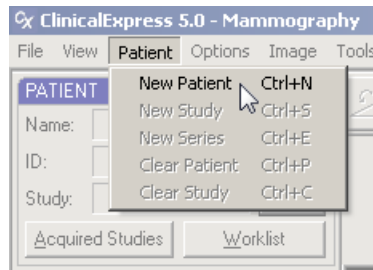 ClinicalExpress 5.0 - Mammography
File View Patient Options Image Tools
New Patient Ctrl+N
New Study Ctrl+S
New Series Ctrl+E
Clear Patient Ctrl+P
Clear Study Ctrl+C
PATIENT
Name:
ID:
Study:
Acquired Studies Worklist